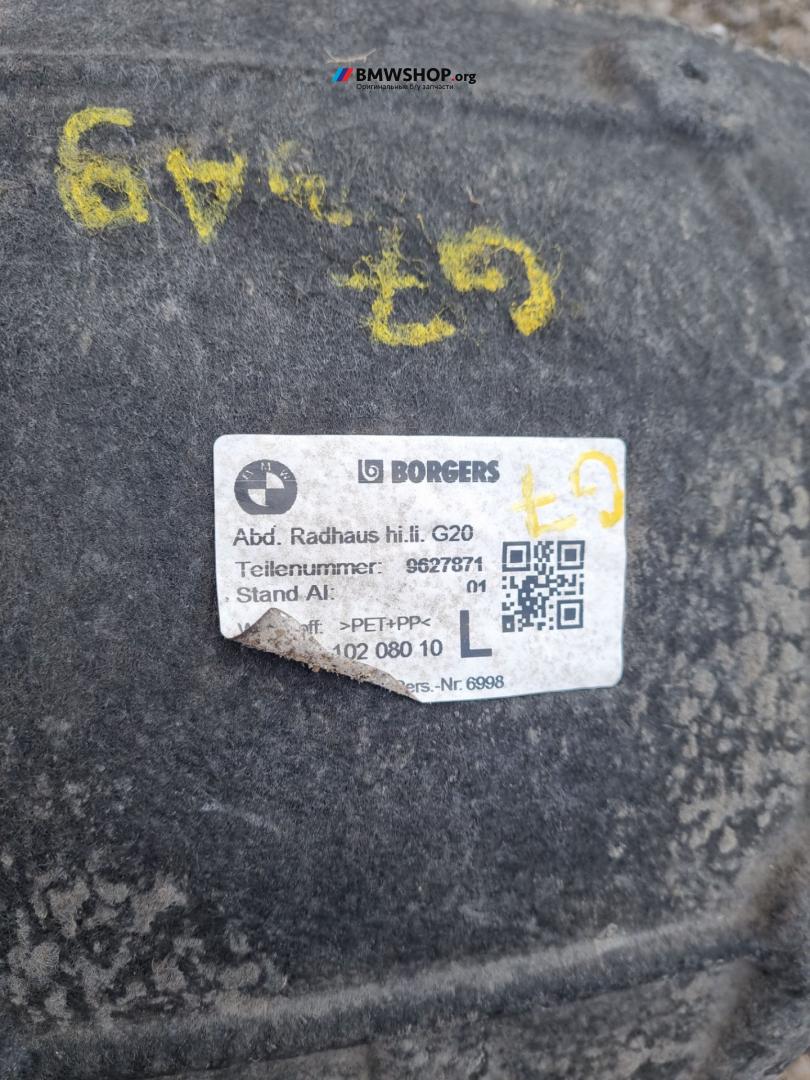 BMWSHOP.org
Оригинальные б/у запчасти
G7
BMW
BORGERS
G7
Abd. Radhaus hi.li. G20
Teilenummer: 9627871
Stand AI: 01
>PET+PP<
102 080 10 L
Pers.-Nr. 6998